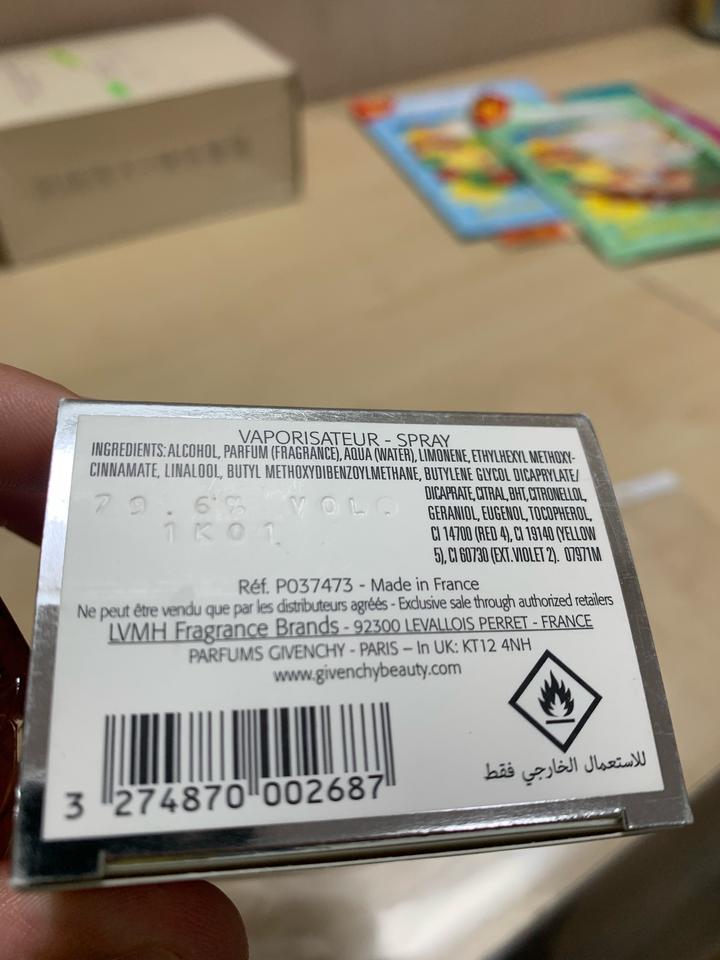 VAPORISATEUR - SPRAY
INGREDIENTS: ALCOHOL, PARFUM (FRAGRANCE), AQUA (WATER), LIMONENE, ETHYLHEXYL METHOXY-
CINNAMATE, LINALOOL, BUTYL METHOXYDIBENZOYLMETHANE, BUTYLENE GLYCOL DICAPRYLATE/
DICAPRATE, CITRAL, BHT, CITRONELLOL,
GERANIOL, EUGENOL, TOCOPHEROL,
CI 14700 (RED 4), CI 19140 (YELLOW
5), CI 60730 (EXT. VIOLET 2). 07971M
79.6% VOL
1K01
Réf. P037473 - Made in France
Ne peut être vendu que par les distributeurs agréés - Exclusive sale through authorized retailers
LVMH Fragrance Brands - 92300 LEVALLOIS PERRET - FRANCE
PARFUMS GIVENCHY - PARIS – In UK: KT12 4NH
www.givenchybeauty.com
للاستعمال الخارجي فقط
3 274870 002687